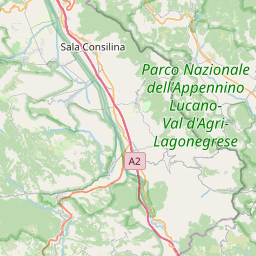 Sala Consilina
Parco Nazionale
dell'Appennino
Lucano-
Val d'Agri-
Lagonegrese
A2